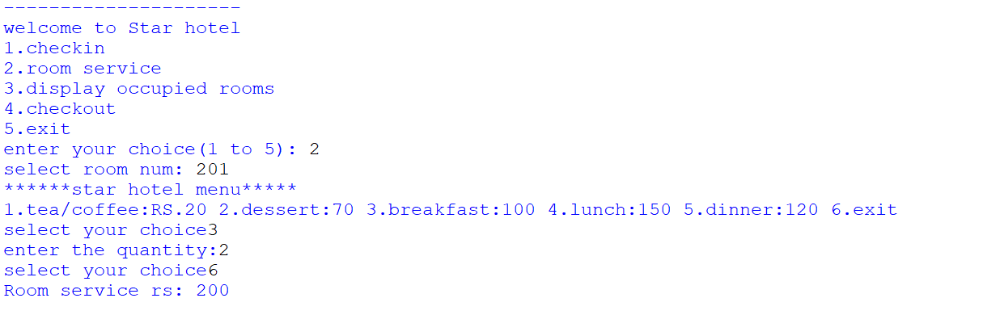 ---------------------
welcome to Star hotel
1.checkin
2.room service
3.display occupied rooms
4.checkout
5.exit
enter your choice(1 to 5): 2
select room num: 201
******star hotel menu*****
1.tea/coffee:RS.20 2.dessert:70 3.breakfast:100 4.lunch:150 5.dinner:120 6.exit
select your choice3
enter the quantity:2
select your choice6
Room service rs: 200